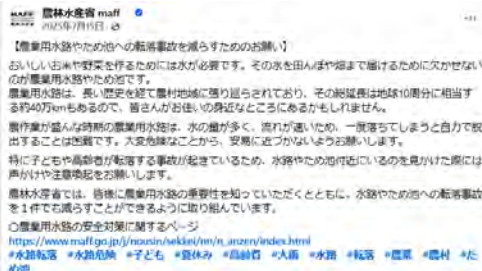 MAFF 農林水産省 maff
2025年7月15日
【農業用水路やため池への転落事故を減らすためのお願い】
おいしいお米や野菜を作るためには水が必要です。その水を田んぼや畑まで届けるために欠かせない
のが農業用水路やため池です。
農業用水路は、長い歴史を経て農村地域に張り巡らされており、その総延長は地球10周分に相当す
る約40万kmもあるので、皆さんがお住いの身近なところにあるかもしれません。
農作業が盛んな時期の農業用水路は、水の量が多く、流れが速いため、一度落ちてしまうと自力で脱
出することは困難です。大変危険なことから、安易に近づかないようお願いします。
特に子どもや高齢者が転落する事故が起きているため、水路やため池付近にいるのを見かけた際には
声かけや注意喚起をお願いします。
農林水産省では、皆様に農業用水路の重要性を知っていただくとともに、水路やため池への転落事故
を1件でも減らすことができるように取り組んでいます。
〇農業用水路の安全対策に関するページ
https://www.maff.go.jp/j/nousin/sekkei/nn/n_anzen/index.html
#水路転落 #水路危険 #子ども #夏休み #高齢者 #大雨 #水路 #転落 #農業 #農村 #た
め池